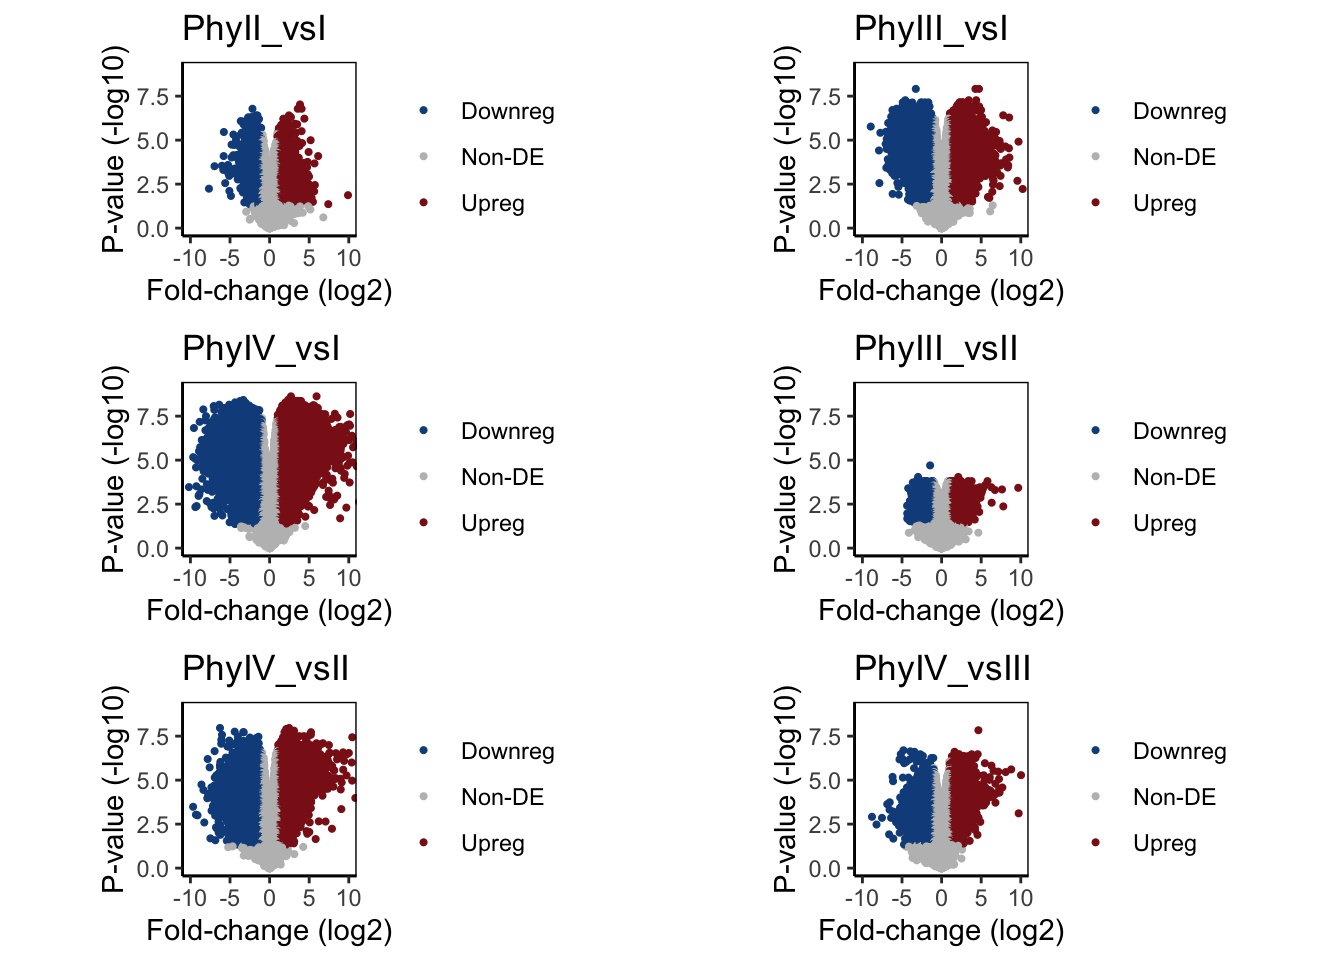 PhyII_vsI
P-value (-log10)
7.5
5.0
2.5
0.0
-10 -5 0 5 10
Fold-change (log2)
Downreg
Non-DE
Upreg
PhyIII_vsI
P-value (-log10)
7.5
5.0
2.5
0.0
-10 -5 0 5 10
Fold-change (log2)
Downreg
Non-DE
Upreg
PhyIV_vsI
P-value (-log10)
7.5
5.0
2.5
0.0
-10 -5 0 5 10
Fold-change (log2)
Downreg
Non-DE
Upreg
PhyIII_vsII
P-value (-log10)
7.5
5.0
2.5
0.0
-10 -5 0 5 10
Fold-change (log2)
Downreg
Non-DE
Upreg
PhyIV_vsII
P-value (-log10)
7.5
5.0
2.5
0.0
-10 -5 0 5 10
Fold-change (log2)
Downreg
Non-DE
Upreg
PhyIV_vsIII
P-value (-log10)
7.5
5.0
2.5
0.0
-10 -5 0 5 10
Fold-change (log2)
Downreg
Non-DE
Upreg